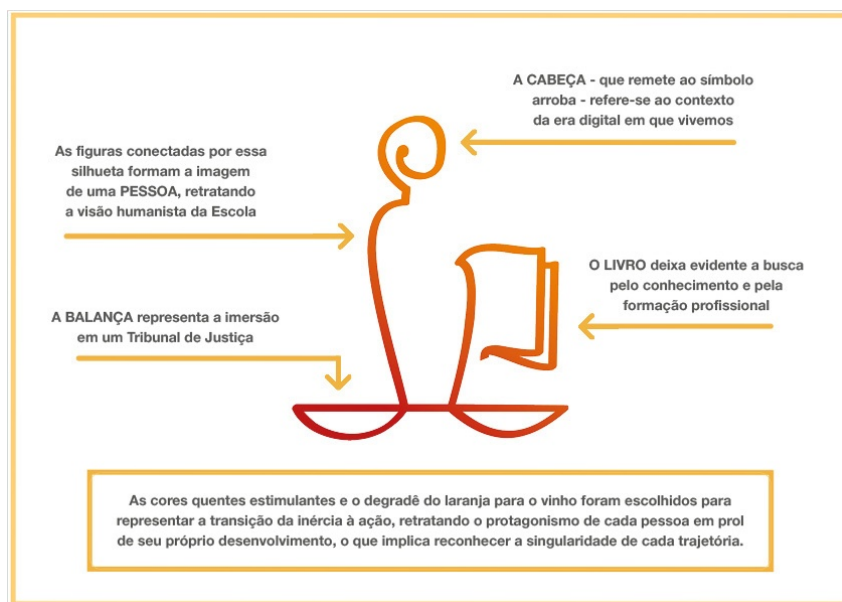 A CABEÇA - que remete ao símbolo
arroba - refere-se ao contexto
da era digital em que vivemos
As figuras conectadas por essa
silhueta formam a imagem
de uma PESSOA, retratando
a visão humanista da Escola
O LIVRO deixa evidente a busca
pelo conhecimento e pela
formação profissional
A BALANÇA representa a imersão
em um Tribunal de Justiça
As cores quentes estimulantes e o degradê do laranja para o vinho foram escolhidos para
representar a transição da inércia à ação, retratando o protagonismo de cada pessoa em prol
de seu próprio desenvolvimento, o que implica reconhecer a singularidade de cada trajetória.